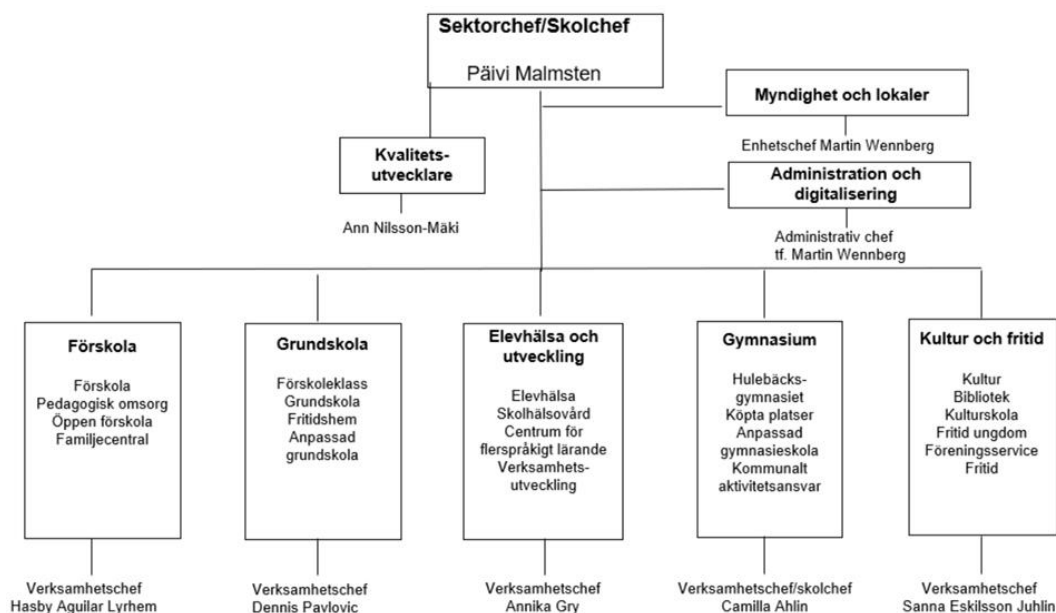 Sektorchef/Skolchef
Päivi Malmsten
Myndighet och lokaler
Enhetschef Martin Wennberg
Kvalitets-
utvecklare
Ann Nilsson-Mäki
Administration och
digitalisering
Administrativ chef
tf. Martin Wennberg
Förskola
Förskola
Pedagogisk omsorg
Öppen förskola
Familjecentral
Verksamhetschef
Hasby Aguilar Lyrhem
Grundskola
Förskoleklass
Grundskola
Fritidshem
Anpassad
grundskola
Verksamhetschef
Dennis Pavlovic
Elevhälsa och
utveckling
Elevhälsa
Skolhälsovård
Centrum för
flerspråkigt lärande
Verksamhets-
utveckling
Verksamhetschef
Annika Gry
Gymnasium
Hulebäcks-
gymnasiet
Köpta platser
Anpassad
gymnasieskola
Kommunalt
aktivitetsansvar
Verksamhetschef/skolchef
Camilla Ahlin
Kultur och fritid
Kultur
Bibliotek
Kulturskola
Fritid ungdom
Föreningsservice
Fritid
Verksamhetschef
Sanna Eskilsson Juhlin